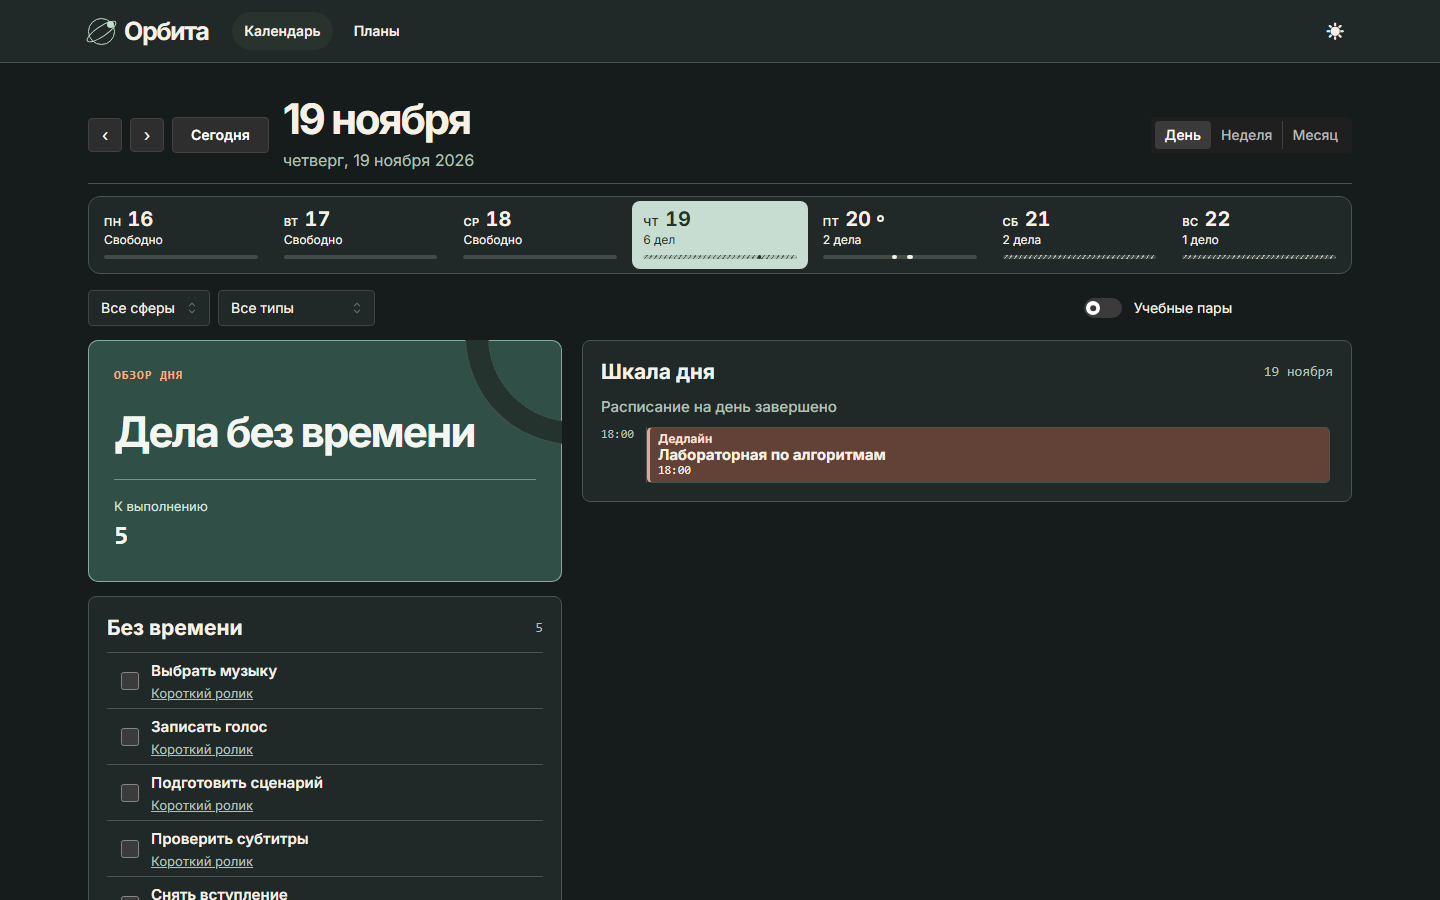 Орбита
Календарь
Планы
‹
›
Сегодня
19 ноября
четверг, 19 ноября 2026
День
Неделя
Месяц
ПН 16
Свободно
ВТ 17
Свободно
СР 18
Свободно
ЧТ 19
6 дел
ПТ 20
2 дела
СБ 21
2 дела
ВС 22
1 дело
Все сферы
Все типы
Учебные пары
ОБЗОР ДНЯ
Дела без времени
К выполнению
5
Шкала дня
19 ноября
Расписание на день завершено
18:00
Дедлайн
Лабораторная по алгоритмам
18:00
Без времени
5
Выбрать музыку
Короткий ролик
Записать голос
Короткий ролик
Подготовить сценарий
Короткий ролик
Проверить субтитры
Короткий ролик
Снять вступление